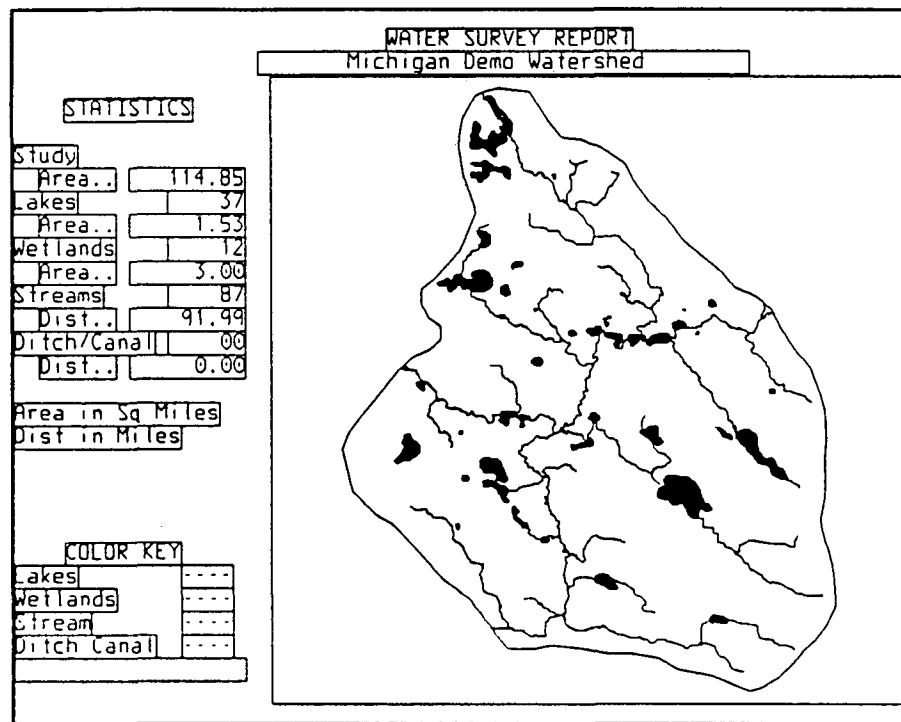 WATER SURVEY REPORT
Michigan Demo Watershed
STATISTICS
Study
Area.. 114.85
Lakes 37
Area.. 1.53
Wetlands 12
Area.. 3.00
Streams 87
Dist.. 91.99
Ditch/Canal 00
Dist.. 0.00
Area in Sq Miles
Dist in Miles
COLOR KEY
Lakes ----
Wetlands ----
Stream ----
Ditch Canal ----